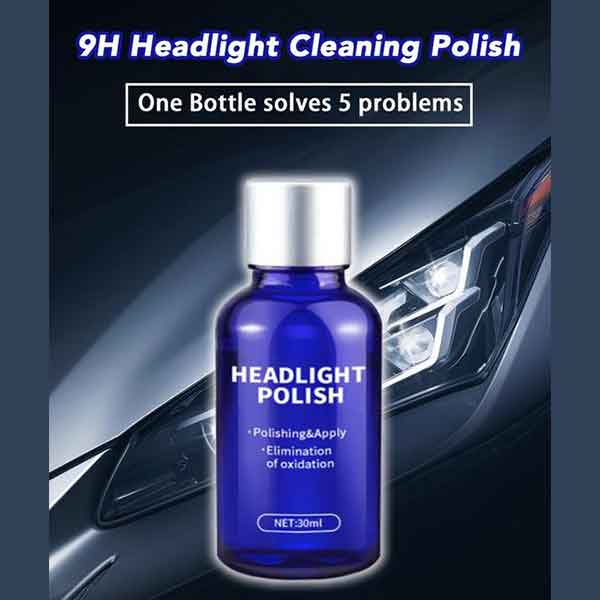 9H Headlight Cleaning Polish
One Bottle solves 5 problems
HEADLIGHT
POLISH
·Polishing&Apply
·Elimination
of oxidation
NET:30ml